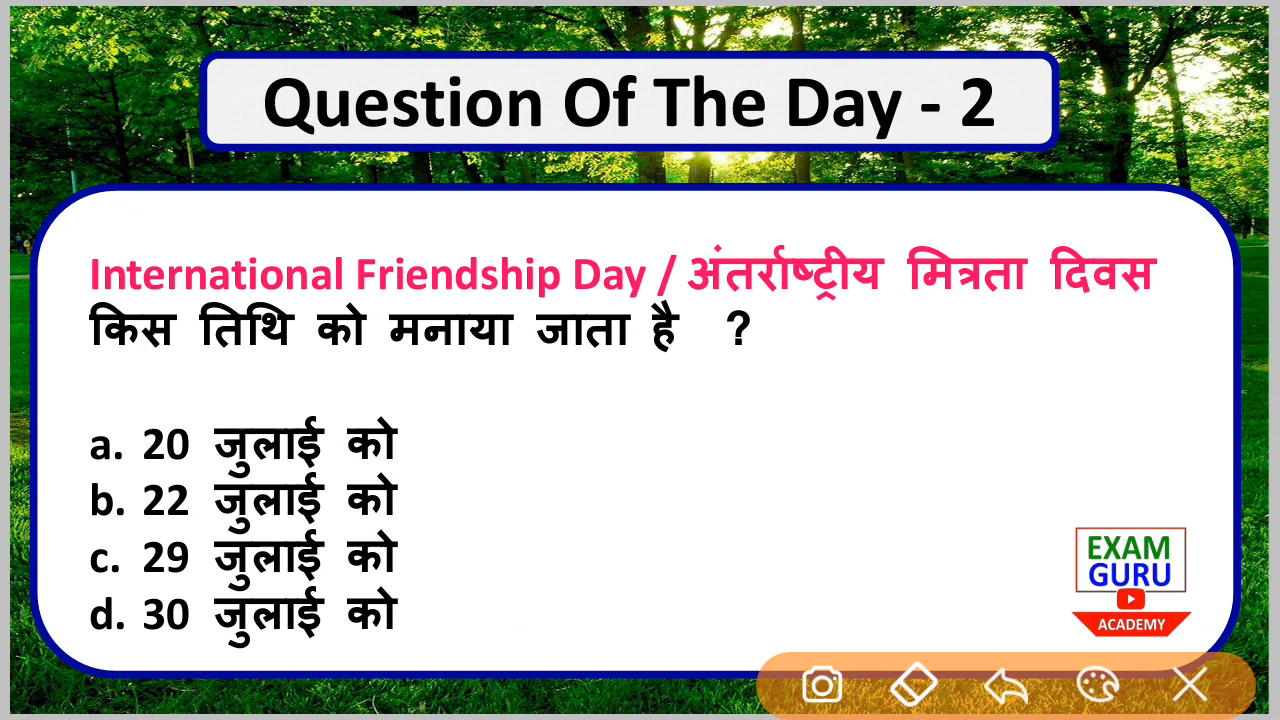 Question Of The Day - 2
International Friendship Day / अंतर्राष्ट्रीय मित्रता दिवस
किस तिथि को मनाया जाता है ?
a. 20 जुलाई को
b. 22 जुलाई को
c. 29 जुलाई को
d. 30 जुलाई को
EXAM
GURU
ACADEMY